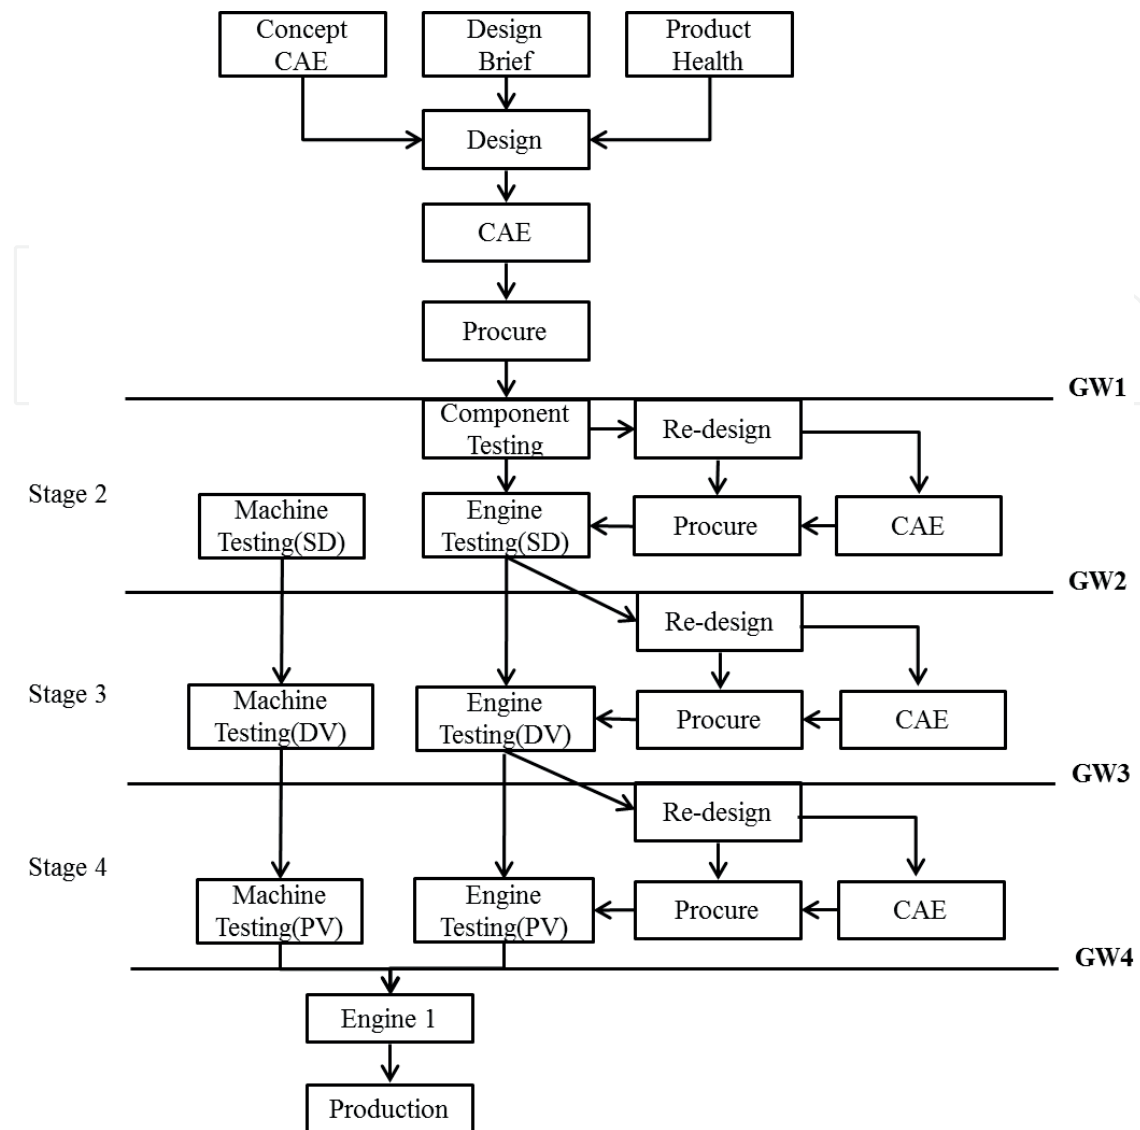 Concept
CAE
Design
Brief
Product
Health
Design
CAE
Procure
GW1
Component
Testing
Re-design
Stage 2
Machine
Testing(SD)
Engine
Testing(SD)
Procure
CAE
GW2
Re-design
Stage 3
Machine
Testing(DV)
Engine
Testing(DV)
Procure
CAE
GW3
Re-design
Stage 4
Machine
Testing(PV)
Engine
Testing(PV)
Procure
CAE
GW4
Engine 1
Production